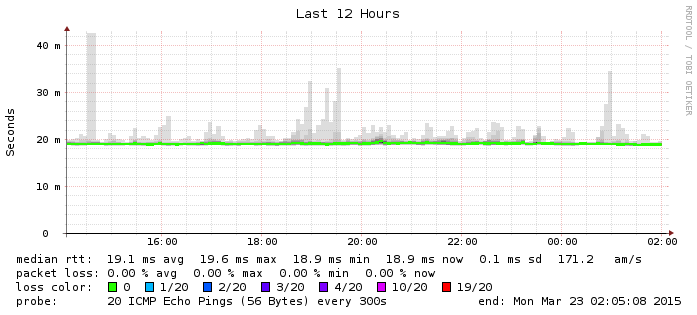 Last 12 Hours
RRDTOOL / TOBI OETIKER
Seconds
40 m
30 m
20 m
10 m
0
16:00 18:00 20:00 22:00 00:00 02:00
median rtt: 19.1 ms avg 19.6 ms max 18.9 ms min 18.9 ms now 0.1 ms sd 171.2 am/s
packet loss: 0.00 % avg 0.00 % max 0.00 % min 0.00 % now
loss color: 0 1/20 2/20 3/20 4/20 10/20 19/20
probe: 20 ICMP Echo Pings (56 Bytes) every 300s end: Mon Mar 23 02:05:08 2015